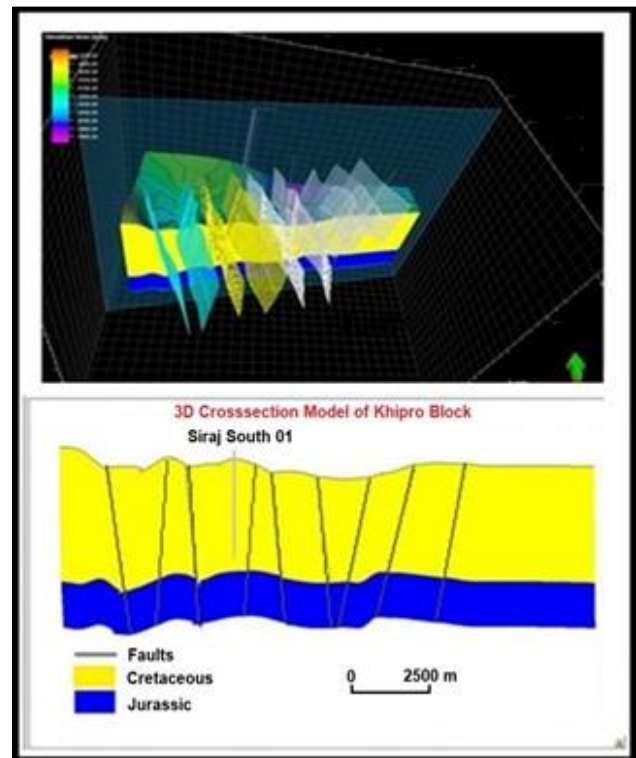 3D Crosssection Model of Khipro Block
Siraj South 01
Faults
Cretaceous
Jurassic
0 2500 m